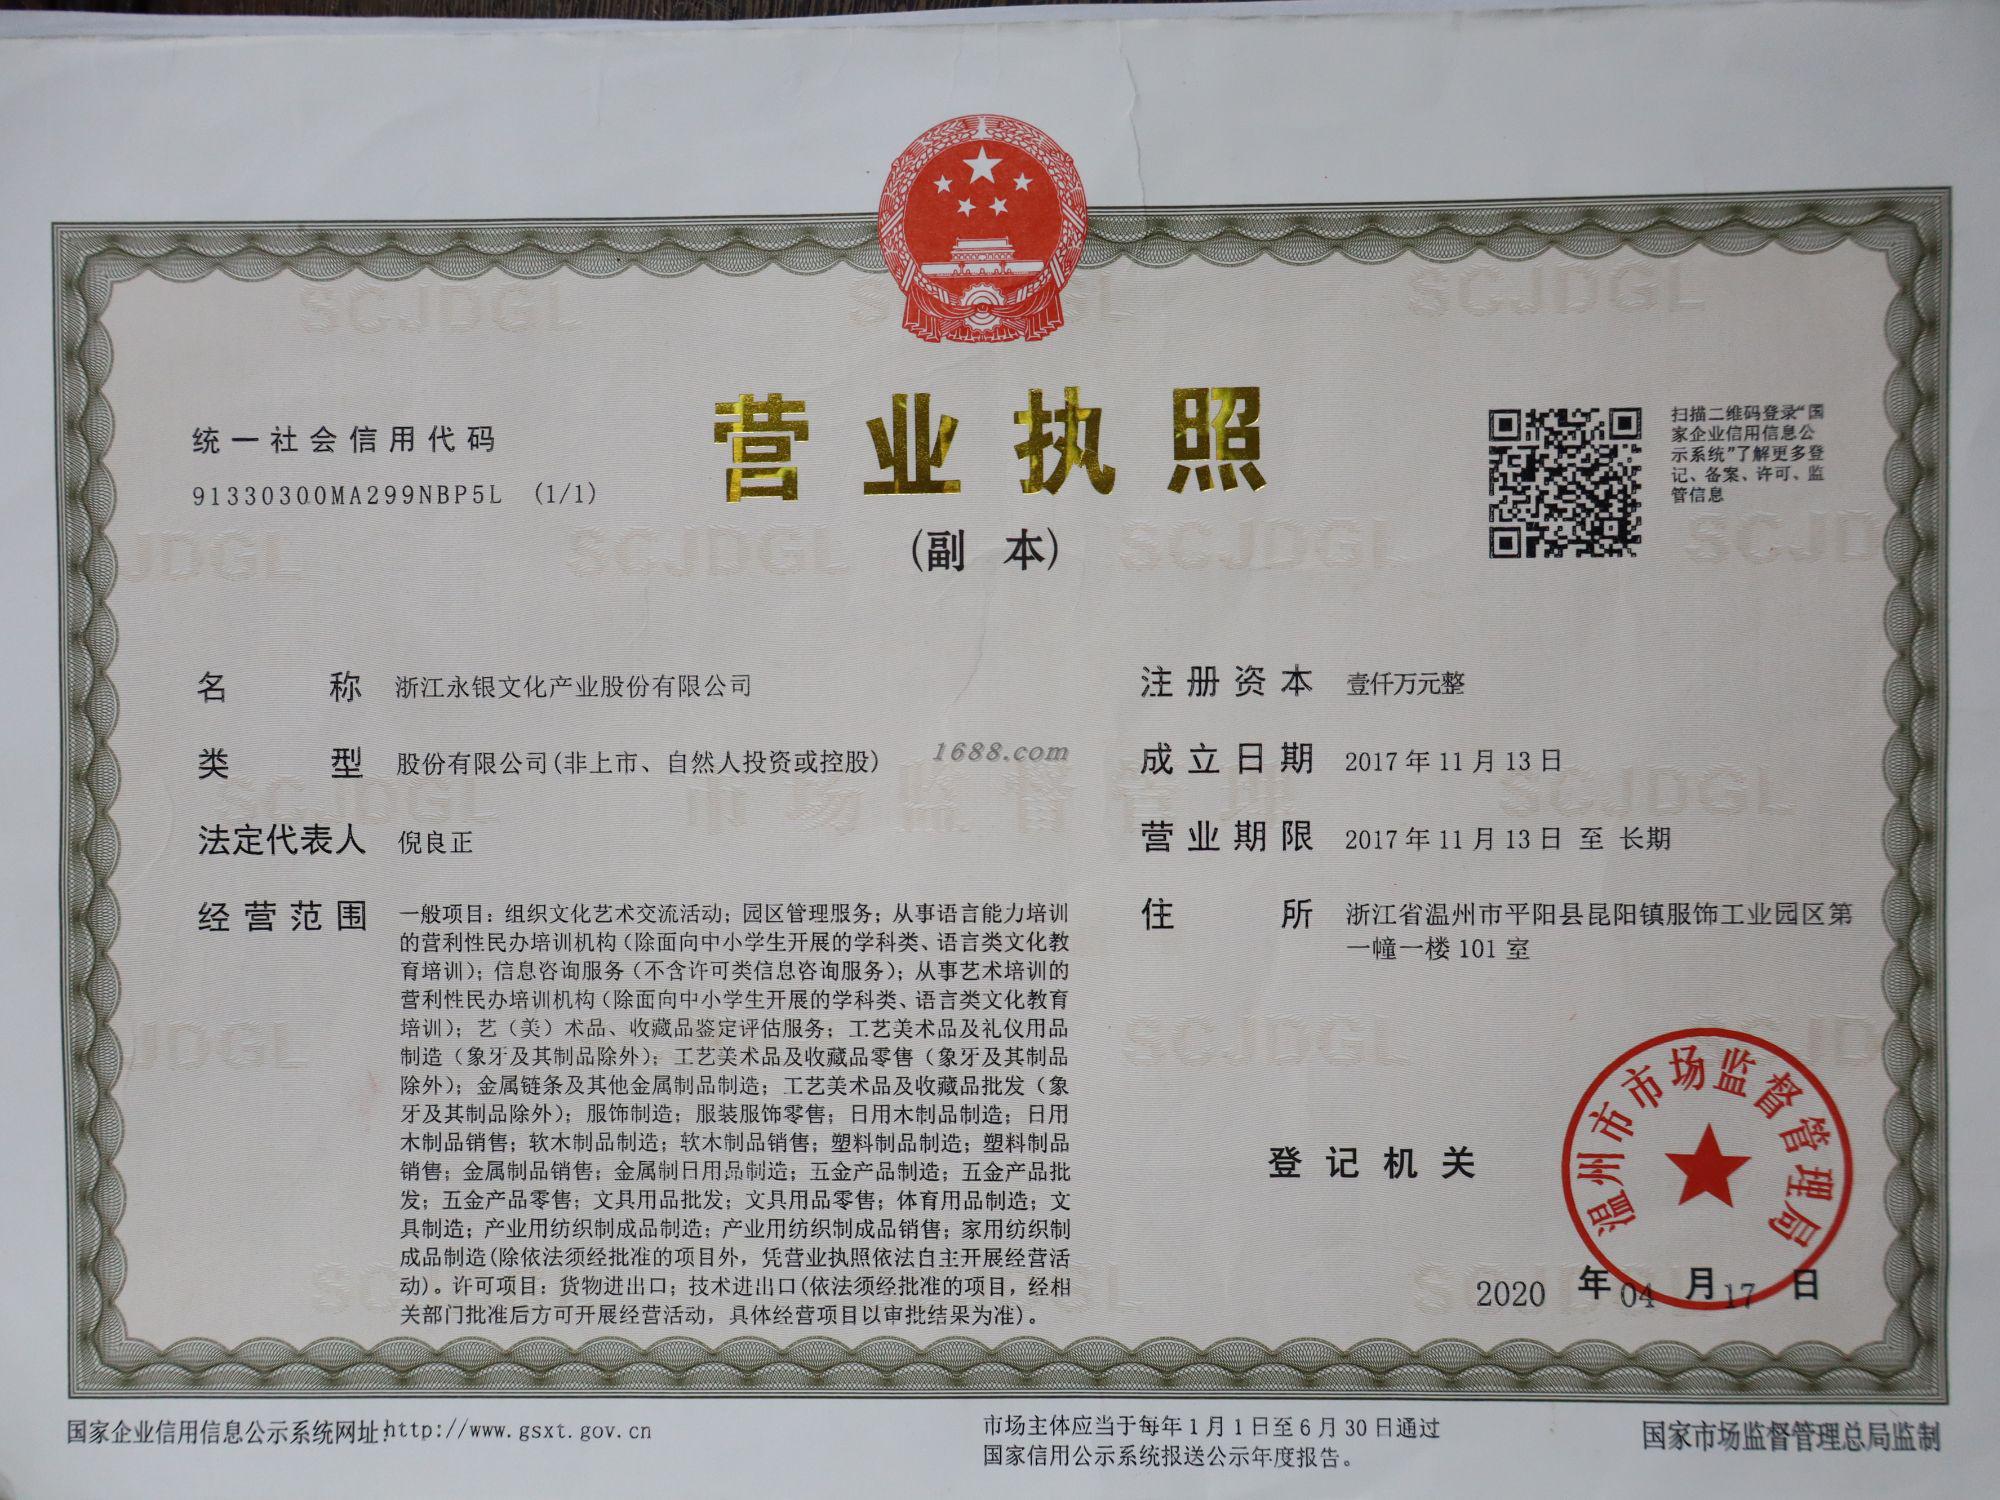 营业执照
(副 本)
统一社会信用代码
91330300MA299NBP5L (1/1)
扫描二维码登录“国
家企业信用信息公
示系统”了解更多登
记、备案、许可、监
管信息
名 称 浙江永银文化产业股份有限公司
类 型 股份有限公司(非上市、自然人投资或控股)
法定代表人 倪良正
经营范围 一般项目：组织文化艺术交流活动；园区管理服务；从事语言能力培训
的营利性民办培训机构（除面向中小学生开展的学科类、语言类文化教
育培训）；信息咨询服务（不含许可类信息咨询服务）；从事艺术培训的
营利性民办培训机构（除面向中小学生开展的学科类、语言类文化教育
培训）；艺（美）术品、收藏品鉴定评估服务；工艺美术品及礼仪用品
制造（象牙及其制品除外）；工艺美术品及收藏品零售（象牙及其制品
除外）；金属链条及其他金属制品制造；工艺美术品及收藏品批发（象
牙及其制品除外）；服饰制造；服装服饰零售；日用木制品制造；日用
木制品销售；软木制品制造；软木制品销售；塑料制品制造；塑料制品
销售；金属制品销售；金属制日用品制造；五金产品制造；五金产品批
发；五金产品零售；文具用品批发；文具用品零售；体育用品制造；文
具制造；产业用纺织制成品制造；产业用纺织制成品销售；家用纺织制
成品制造(除依法须经批准的项目外，凭营业执照依法自主开展经营活
动)。许可项目：货物进出口；技术进出口(依法须经批准的项目，经相
关部门批准后方可开展经营活动，具体经营项目以审批结果为准)。
注册资本 壹仟万元整
成立日期 2017年11月13日
营业期限 2017年11月13日 至 长期
住 所 浙江省温州市平阳县昆阳镇服饰工业园区第
一幢一楼101室
1688.com
登记机关
温州市市场监督管理局
2020 年 04 月 17 日
国家企业信用信息公示系统网址：http://www.gsxt.gov.cn
市场主体应当于每年1月1日至6月30日通过
国家信用公示系统报送公示年度报告。
国家市场监督管理总局监制
SCJDGL
SCJDGL
SCJDGL
JDGL
SCJDGL
SCJDGL
SCJD
SCJDGL
市场监督管理
SCJDGL
JDGL
SCJDGL
SCJD